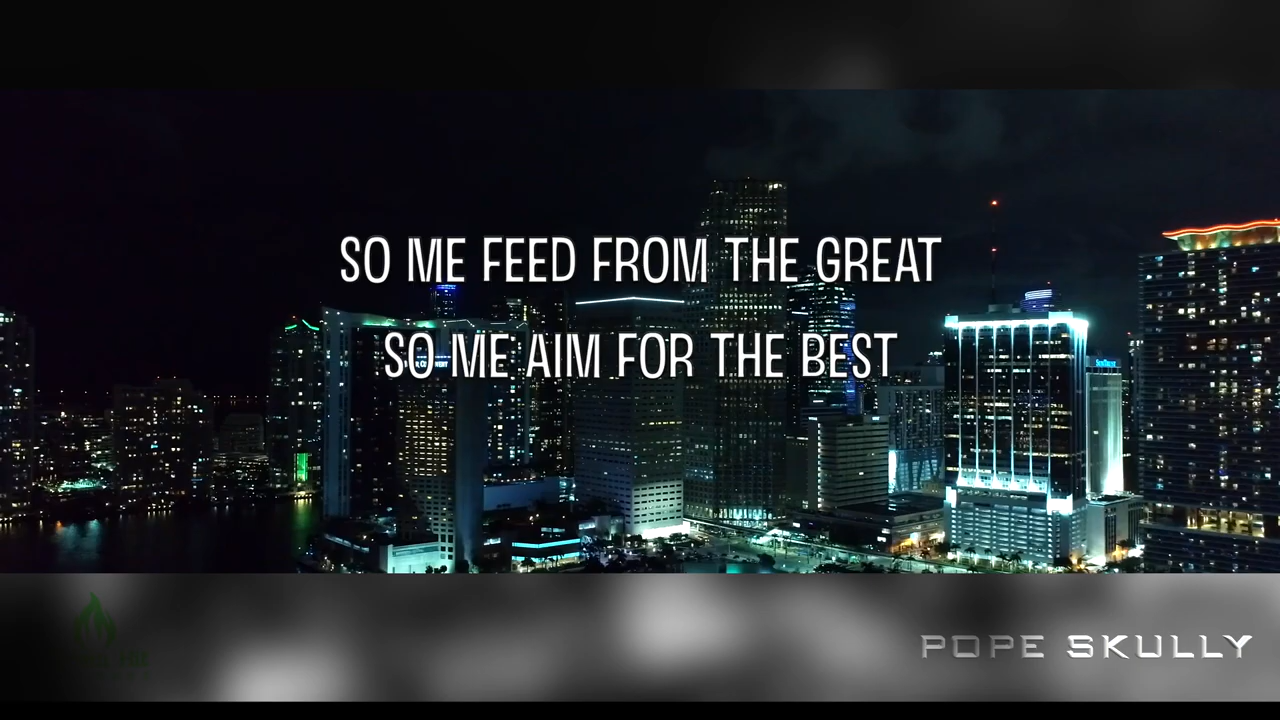 SO ME FEED FROM THE GREAT
SO ME AIM FOR THE BEST
POPE SKULLY